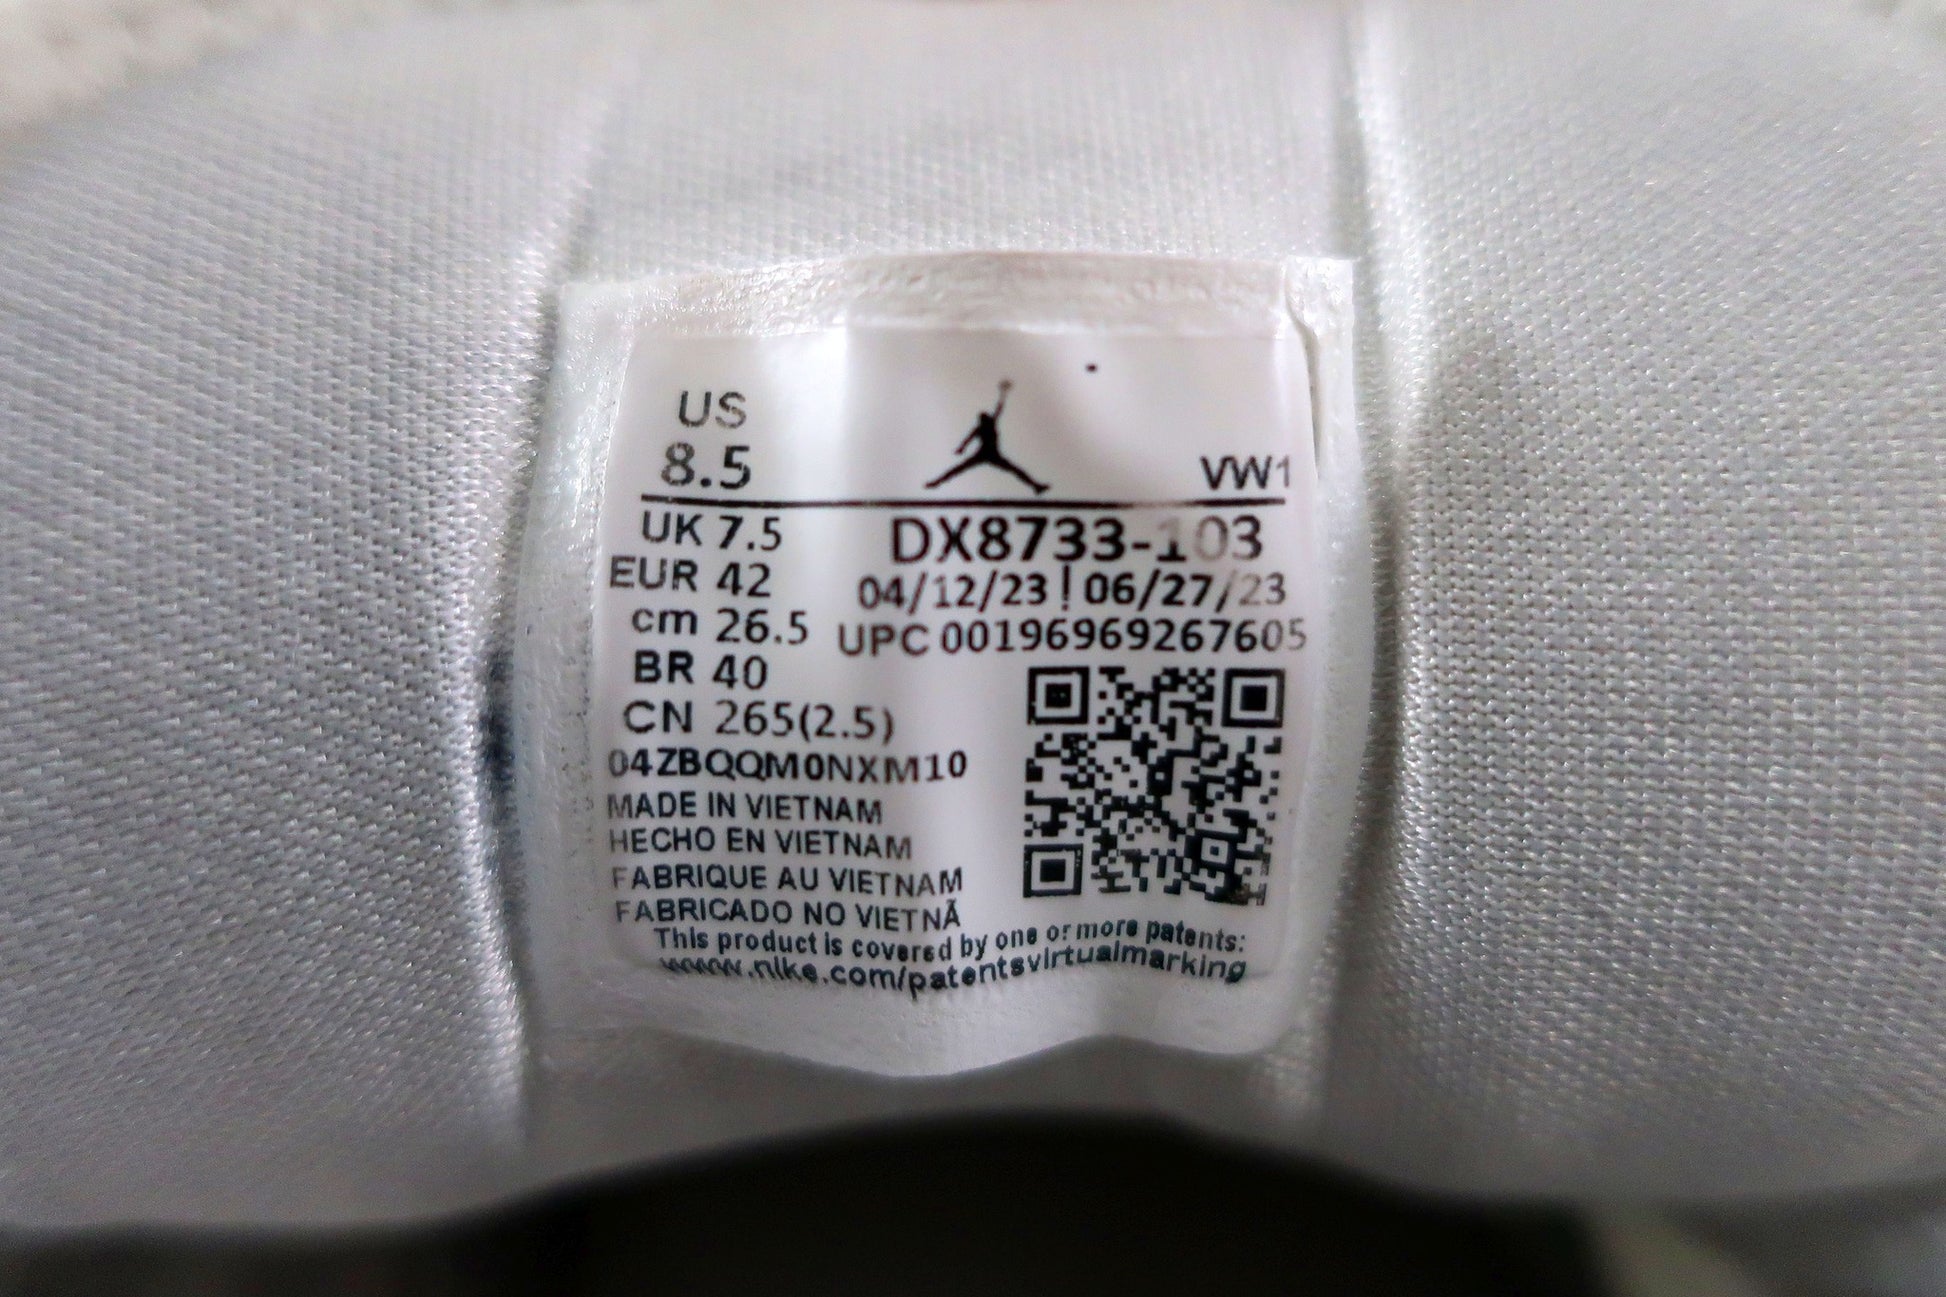 US
8.5
VW1
UK 7.5
DX8733-103
EUR 42
04/12/23 | 06/27/23
cm 26.5
UPC 00196969267605
BR 40
CN 265(2.5)
04ZBQQM0NXM10
MADE IN VIETNAM
HECHO EN VIETNAM
FABRIQUE AU VIETNAM
FABRICADO NO VIETNÃ
This product is covered by one or more patents:
www.nike.com/patentsvirtualmarking